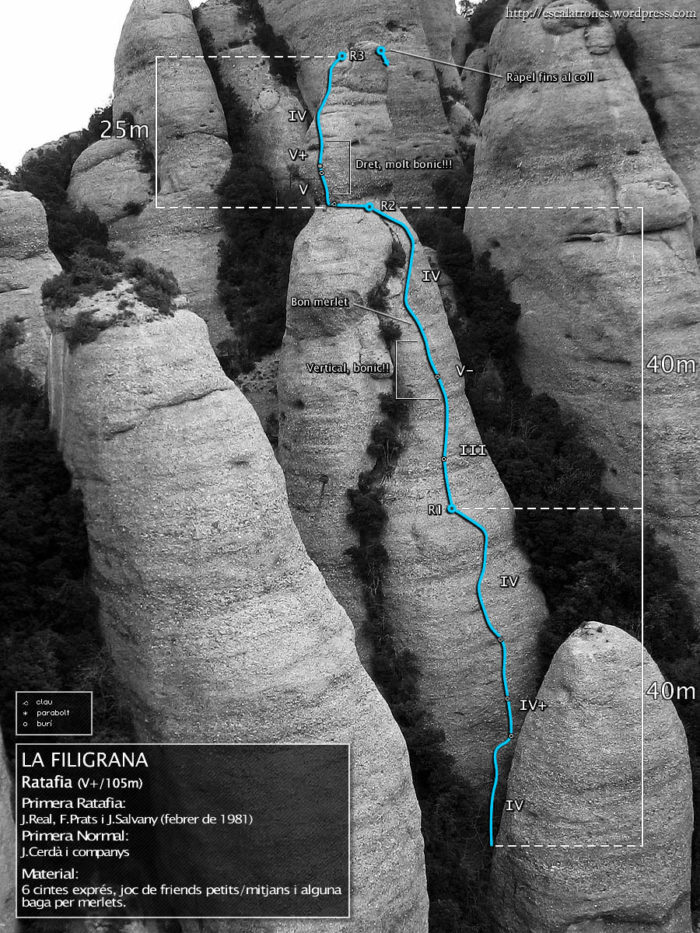 http://escalatroncs.wordpress.com
R3
Rapel fins al coll
IV
25m
V+
Dret, molt bonic!!!
V
R2
IV
Bon merlet
40m
Vertical, bonic!!
V-
III
R1
IV
40m
IV+
IV
clau
parabolt
burí
LA FILIGRANA
Ratafia (V+/105m)
Primera Ratafia:
J.Real, F.Prats i J.Salvany (febrer de 1981)
Primera Normal:
J.Cerdà i companys
Material:
6 cintes exprés, joc de friends petits/mitjans i alguna
baga per merlets.